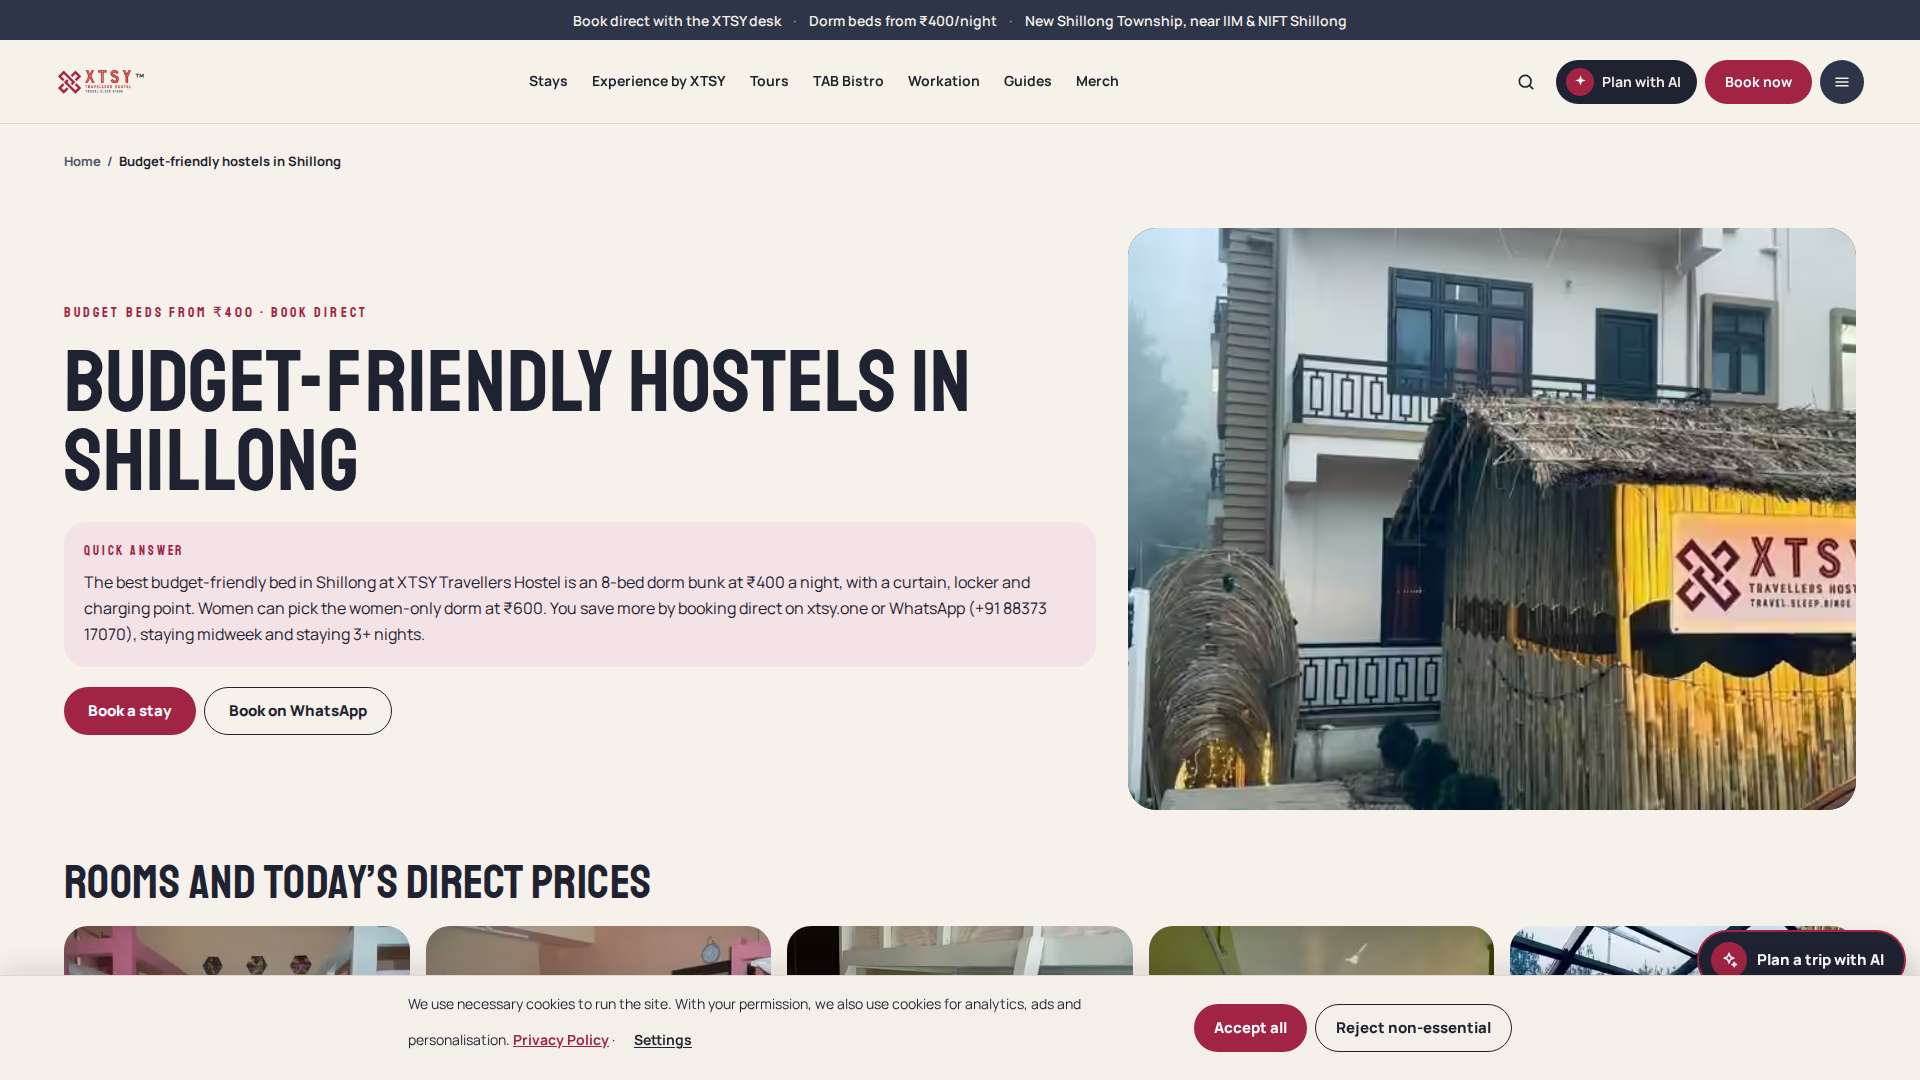 Book direct with the XTSY desk · Dorm beds from ₹400/night · New Shillong Township, near IIM & NIFT Shillong
XTSY ™
TRAVELLERS HOSTEL
TRAVEL.SLEEP.BINGE
Stays Experience by XTSY Tours TAB Bistro Workation Guides Merch
Plan with AI
Book now
Home / Budget-friendly hostels in Shillong
BUDGET BEDS FROM ₹400 · BOOK DIRECT
BUDGET-FRIENDLY HOSTELS IN
SHILLONG
QUICK ANSWER
The best budget-friendly bed in Shillong at XTSY Travellers Hostel is an 8-bed dorm bunk at ₹400 a night, with a curtain, locker and
charging point. Women can pick the women-only dorm at ₹600. You save more by booking direct on xtsy.one or WhatsApp (+91 88373
17070), staying midweek and staying 3+ nights.
Book a stay
Book on WhatsApp
XTSY
TRAVELLERS HOST
TRAVEL.SLEEP.BINGE
ROOMS AND TODAY’S DIRECT PRICES
Plan a trip with AI
We use necessary cookies to run the site. With your permission, we also use cookies for analytics, ads and
personalisation. Privacy Policy · Settings
Accept all
Reject non-essential